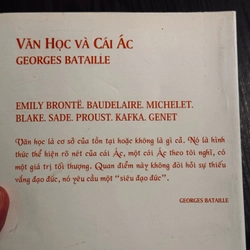 VĂN HỌC VÀ CÁI ÁC
GEORGES BATAILLE
EMILY BRONTË. BAUDELAIRE. MICHELET.
BLAKE. SADE. PROUST. KAFKA. GENET
Văn học là cơ sở của tồn tại hoặc không là gì cả. Nó là hình
thức thể hiện rõ nét của cái Ác, một cái Ác theo tôi nghĩ, có
một giá trị tối thượng. Quan điểm này không đòi hỏi sự thiếu
vắng đạo đức, nó yêu cầu một “siêu đạo đức”.
GEORGES BATAILLE